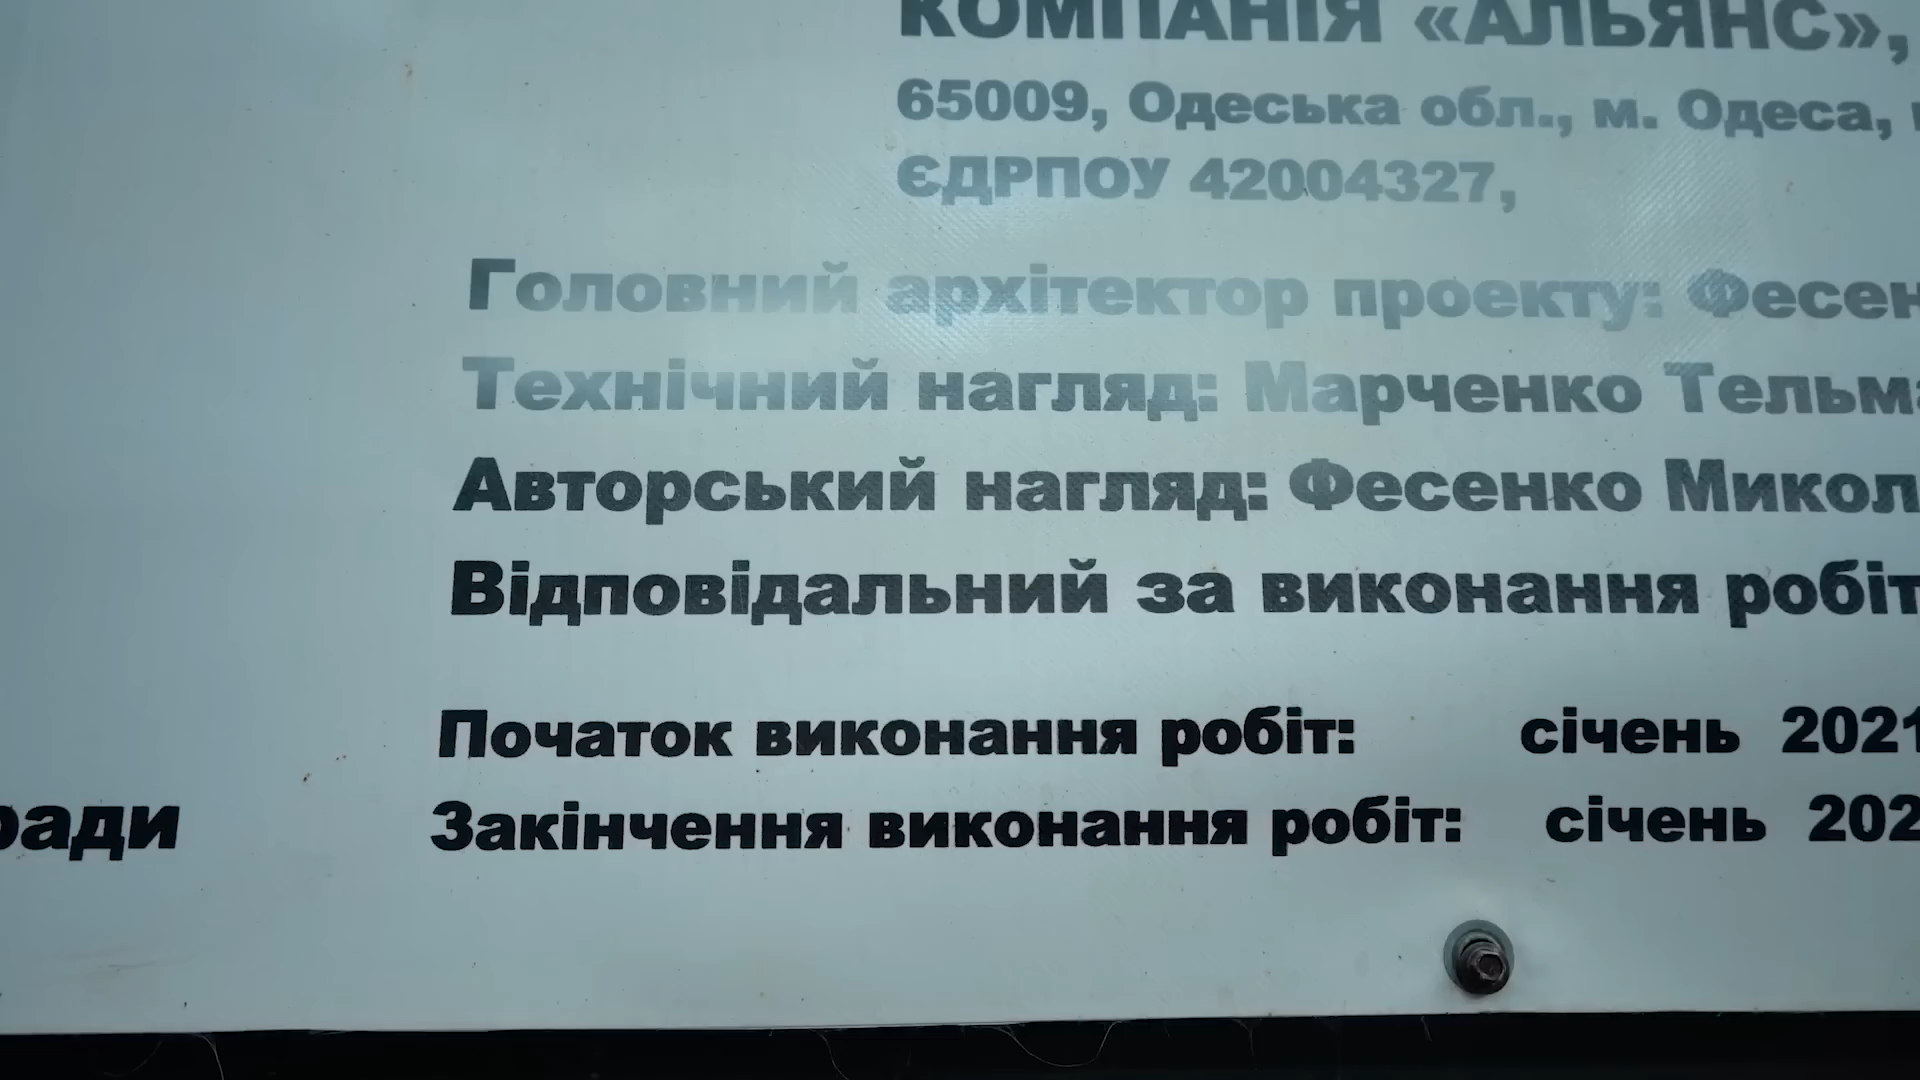 КОМПАНІЯ «АЛЬЯНС»,
65009, Одеська обл., м. Одеса,
ЄДРПОУ 42004327,
Головний архітектор проекту: Фесен
Технічний нагляд: Марченко Тельма
Авторський нагляд: Фесенко Микол
Відповідальний за виконання робіт
Початок виконання робіт: січень 2021
ради
Закінчення виконання робіт: січень 202